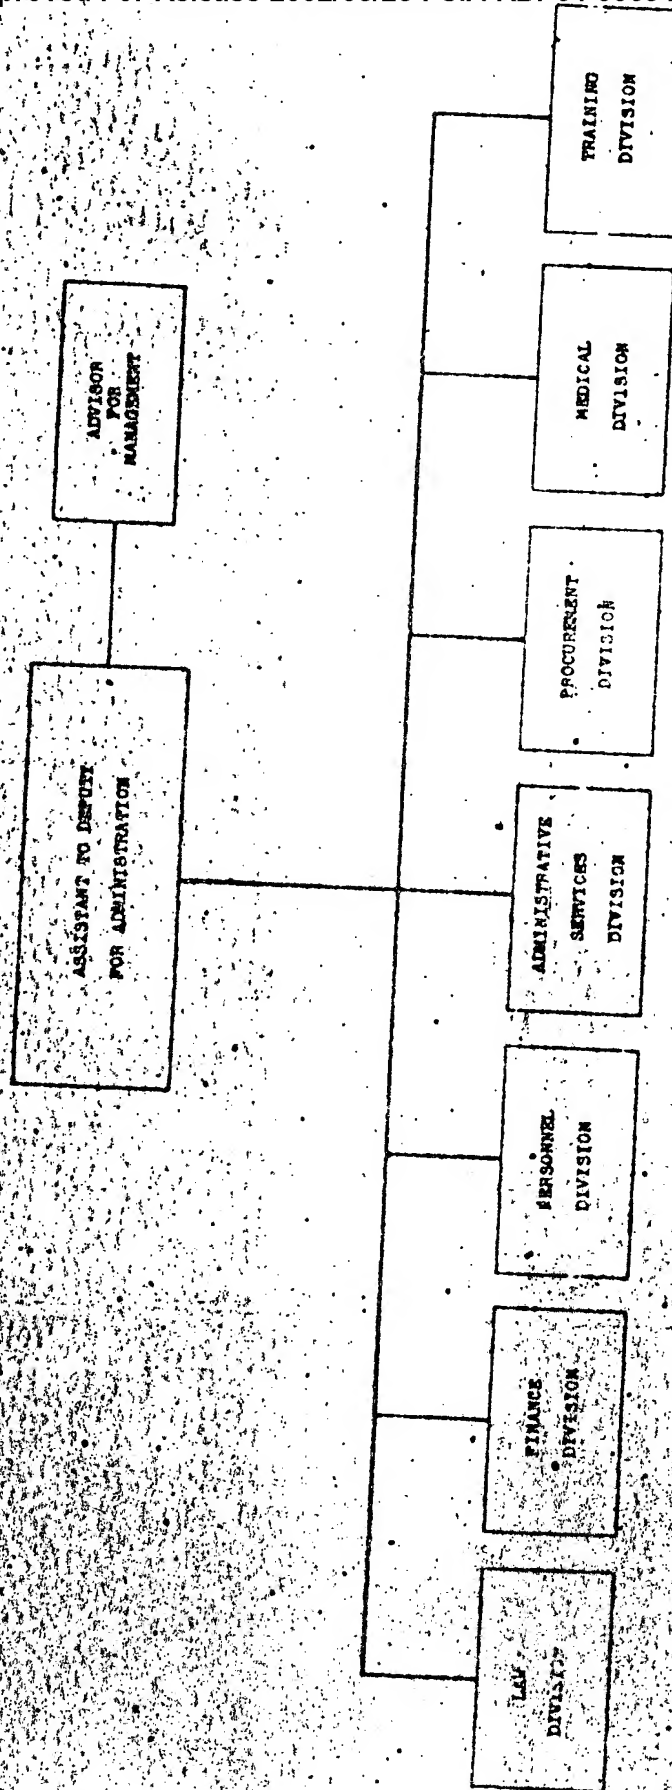 ASSISTANT TO DEPUTY
FOR ADMINISTRATION
ADVISOR
FOR
MANAGEMENT
LAW
DIVISION
FINANCE
DIVISION
PERSONNEL
DIVISION
ADMINISTRATIVE
SERVICES
DIVISION
PROCUREMENT
DIVISION
MEDICAL
DIVISION
TRAINING
DIVISION